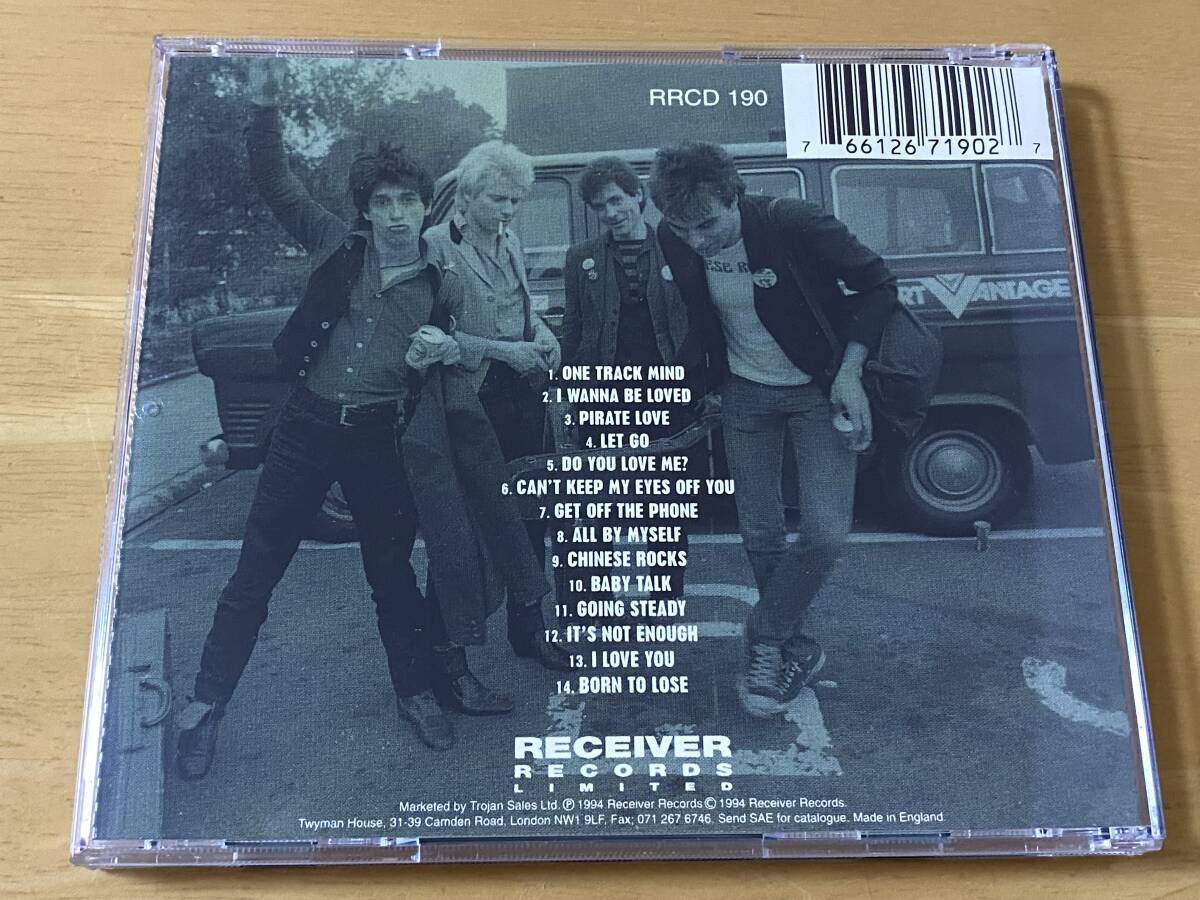 RRCD 190
7 66126 71902 7
ESE R
RT VANTAGE
1. ONE TRACK MIND
2. I WANNA BE LOVED
3. PIRATE LOVE
4. LET GO
5. DO YOU LOVE ME?
6. CAN'T KEEP MY EYES OFF YOU
7. GET OFF THE PHONE
8. ALL BY MYSELF
9. CHINESE ROCKS
10. BABY TALK
11. GOING STEADY
12. IT'S NOT ENOUGH
13. I LOVE YOU
14. BORN TO LOSE
3
RECEIVER
RECORDS
LIMITED
Marketed by Trojan Sales Ltd. ℗ 1994 Receiver Records © 1994 Receiver Records.
Twyman House, 31-39 Camden Road, London NW1 9LF, Fax; 071 267 6746. Send SAE for catalogue. Made in England